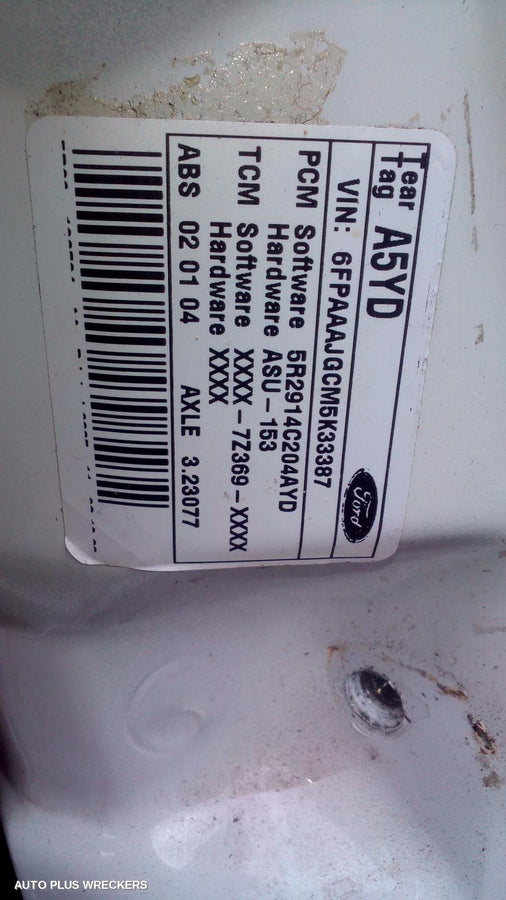 Tear
Tag A5YD
Ford
VIN: 6FPAAAJGCM5K33387
PCM Software 5R2914C204AYD
Hardware ASU-153
TCM Software XXXX-7Z369-XXXX
Hardware XXXX
ABS 02 01 04 AXLE 3.23077
AUTO PLUS WRECKERS